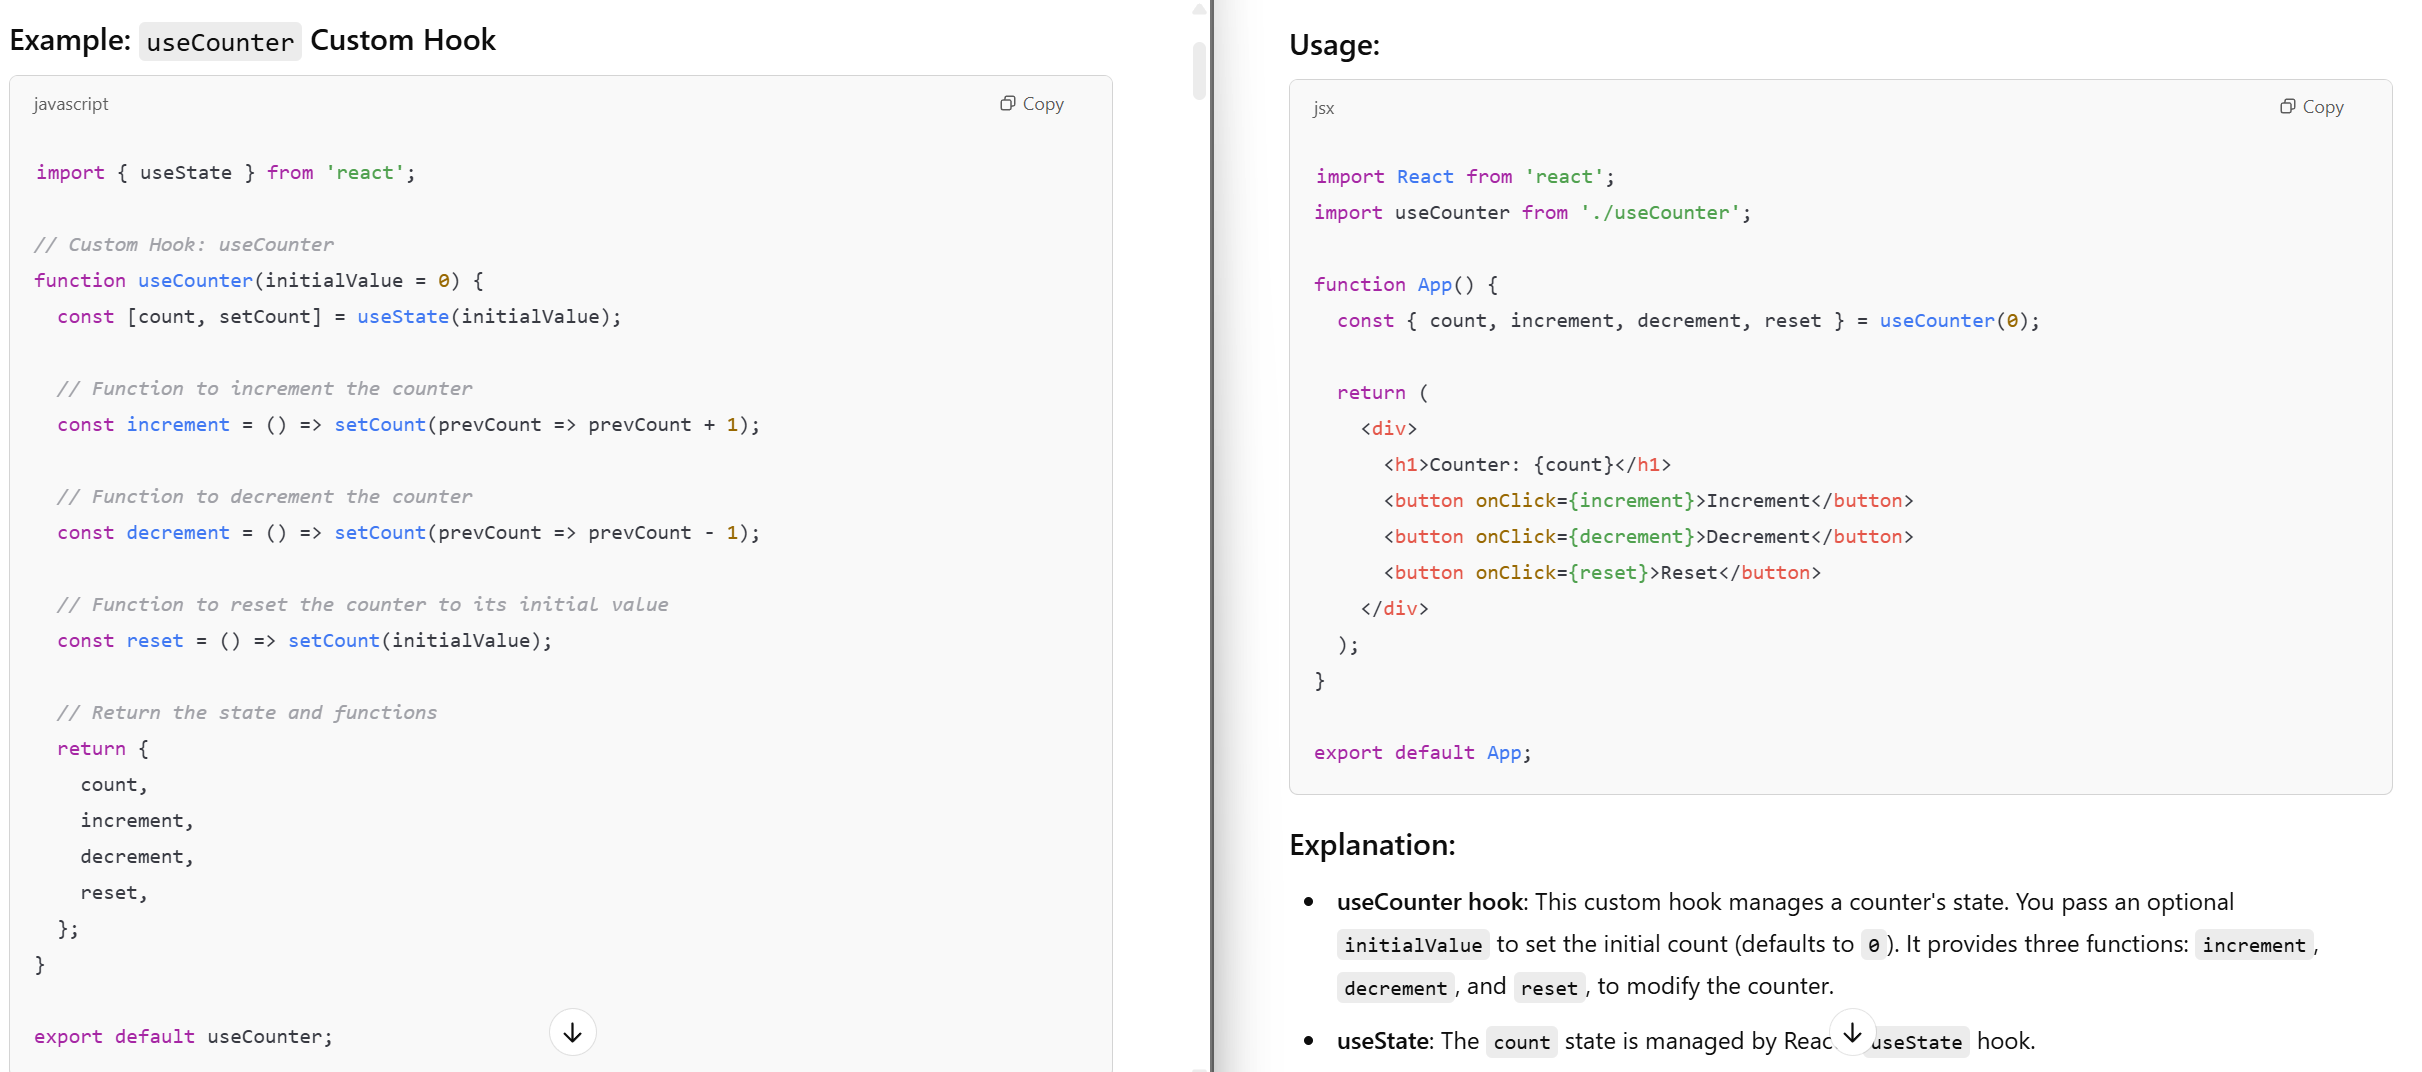 Example: useCounter Custom Hook
javascript
Copy
import { useState } from 'react';
// Custom Hook: useCounter
function useCounter(initialValue = 0) {
  const [count, setCount] = useState(initialValue);
  // Function to increment the counter
  const increment = () => setCount(prevCount => prevCount + 1);
  // Function to decrement the counter
  const decrement = () => setCount(prevCount => prevCount - 1);
  // Function to reset the counter to its initial value
  const reset = () => setCount(initialValue);
  // Return the state and functions
  return {
    count,
    increment,
    decrement,
    reset,
  };
}
export default useCounter;
Usage:
jsx
Copy
import React from 'react';
import useCounter from './useCounter';
function App() {
  const { count, increment, decrement, reset } = useCounter(0);
  return (
    <div>
      <h1>Counter: {count}</h1>
      <button onClick={increment}>Increment</button>
      <button onClick={decrement}>Decrement</button>
      <button onClick={reset}>Reset</button>
    </div>
  );
}
export default App;
Explanation:
• useCounter hook: This custom hook manages a counter's state. You pass an optional
initialValue to set the initial count (defaults to 0). It provides three functions: increment,
decrement, and reset, to modify the counter.
• useState: The count state is managed by useState hook.